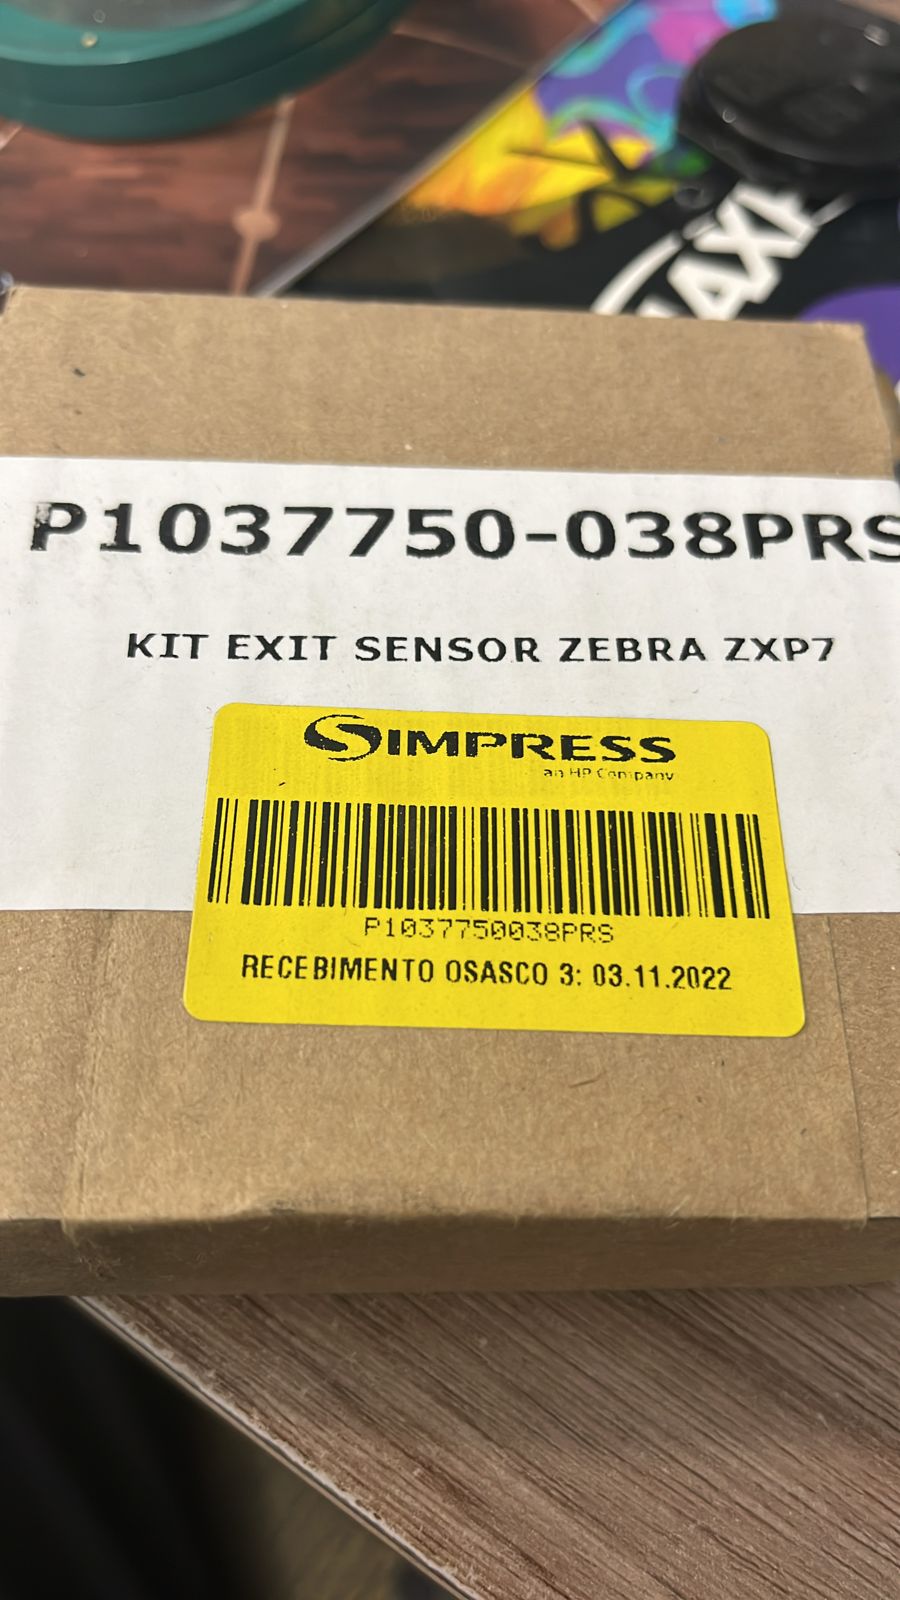 P1037750-038PRS
KIT EXIT SENSOR ZEBRA ZXP7
SIMPRESS
an HP Company
P1037750038PRS
RECEBIMENTO OSASCO 3: 03.11.2022